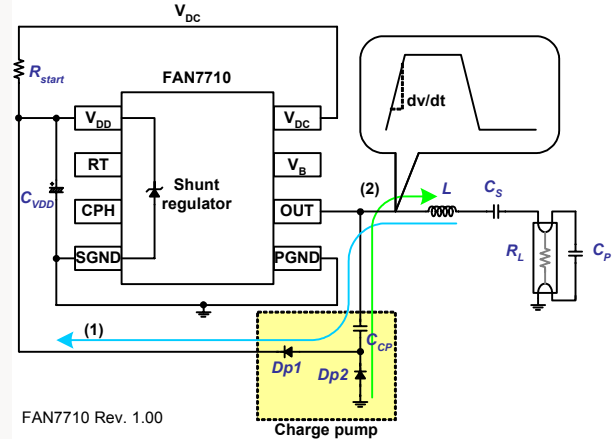 VDC
Rstart
FAN7710
VDD
VDC
dv/dt
RT
VB
Shunt
regulator
CVDD
CPH
OUT
(2)
L
CS
SGND
PGND
RL
CP
(1)
CCP
Dp1
Dp2
FAN7710 Rev. 1.00
Charge pump